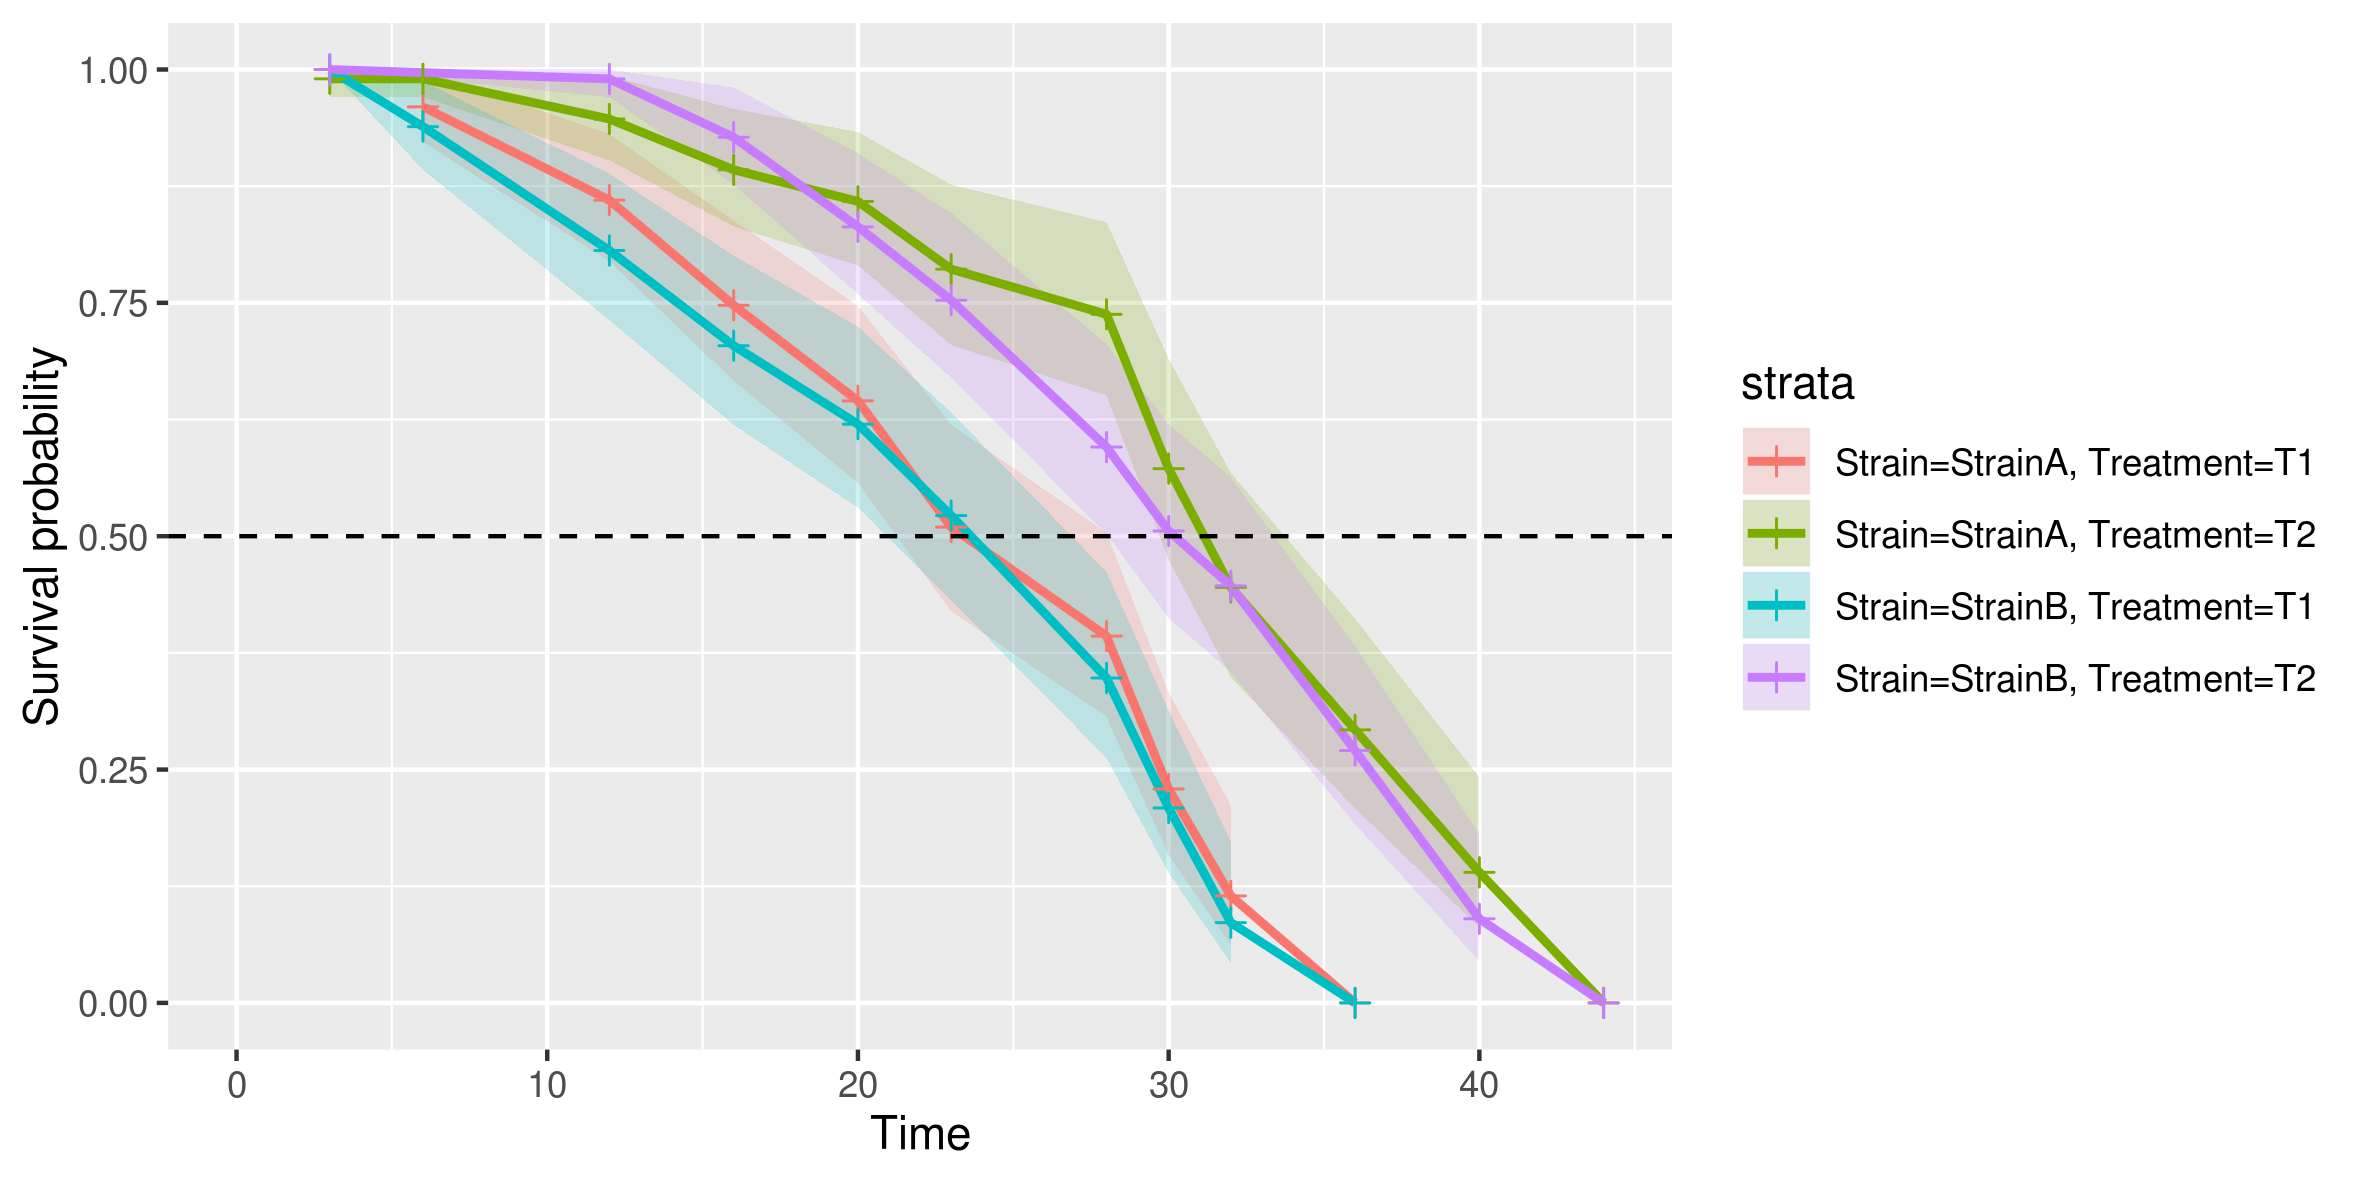 Survival probability
1.00
0.75
0.50
0.25
0.00
0
10
20
30
40
Time
strata
Strain=StrainA, Treatment=T1
Strain=StrainA, Treatment=T2
Strain=StrainB, Treatment=T1
Strain=StrainB, Treatment=T2